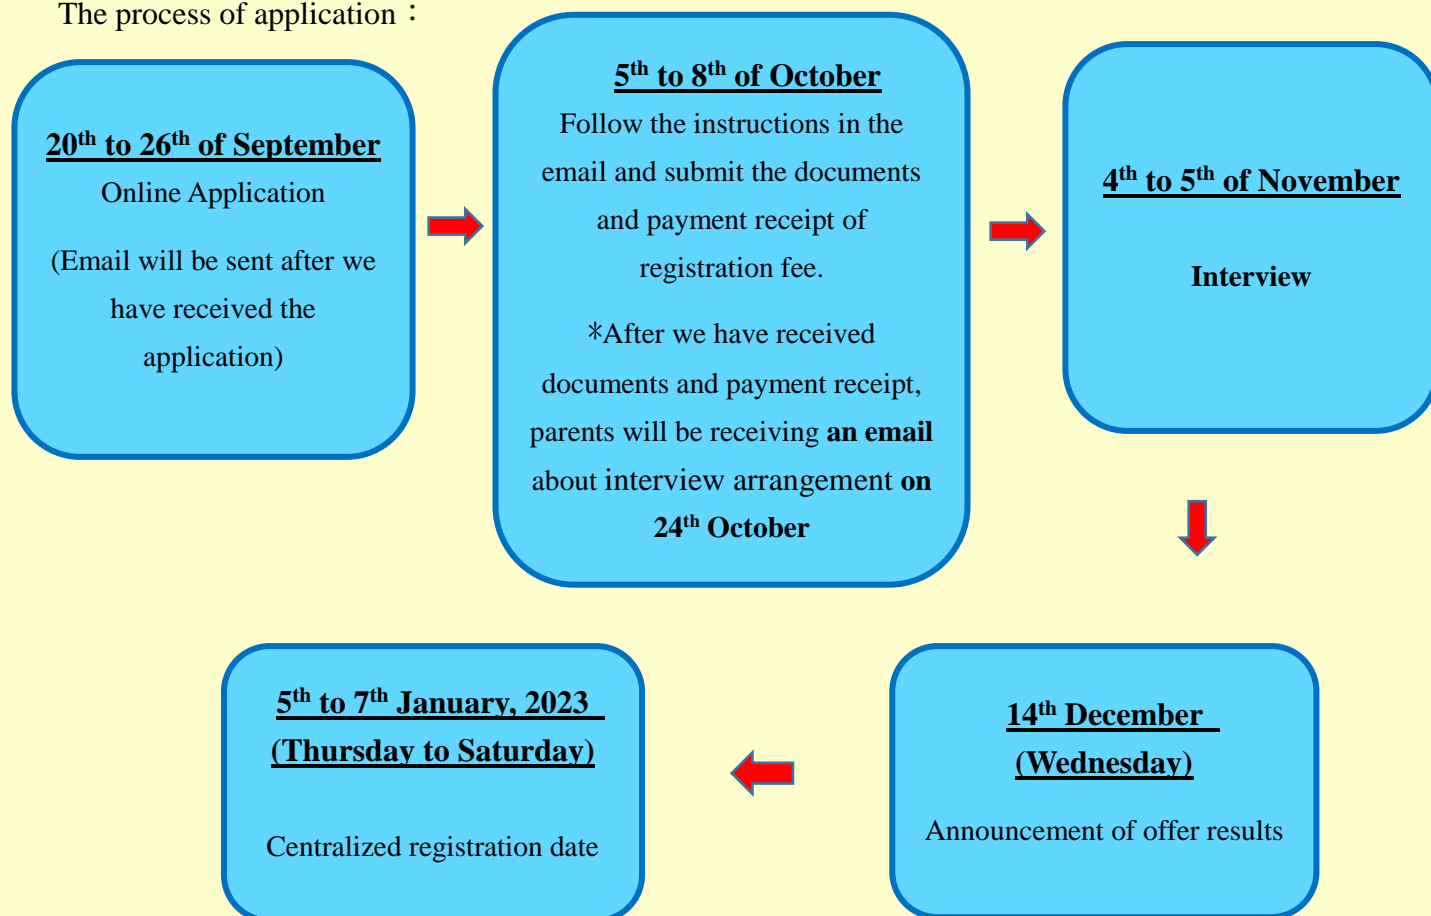 The process of application：
20th to 26th of September
Online Application
(Email will be sent after we
have received the
application)
5th to 8th of October
Follow the instructions in the
email and submit the documents
and payment receipt of
registration fee.
*After we have received
documents and payment receipt,
parents will be receiving an email
about interview arrangement on
24th October
4th to 5th of November
Interview
14th December
(Wednesday)
Announcement of offer results
5th to 7th January, 2023
(Thursday to Saturday)
Centralized registration date